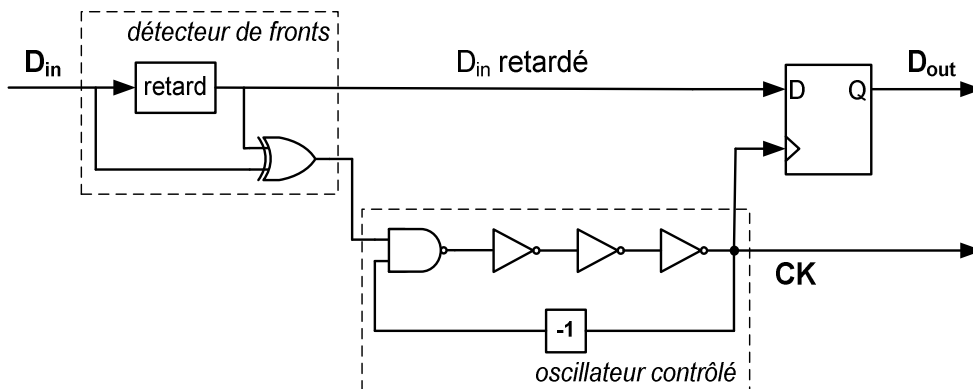 détecteur de fronts
Din
retard
Din retardé
D
Q
Dout
CK
-1
oscillateur contrôlé